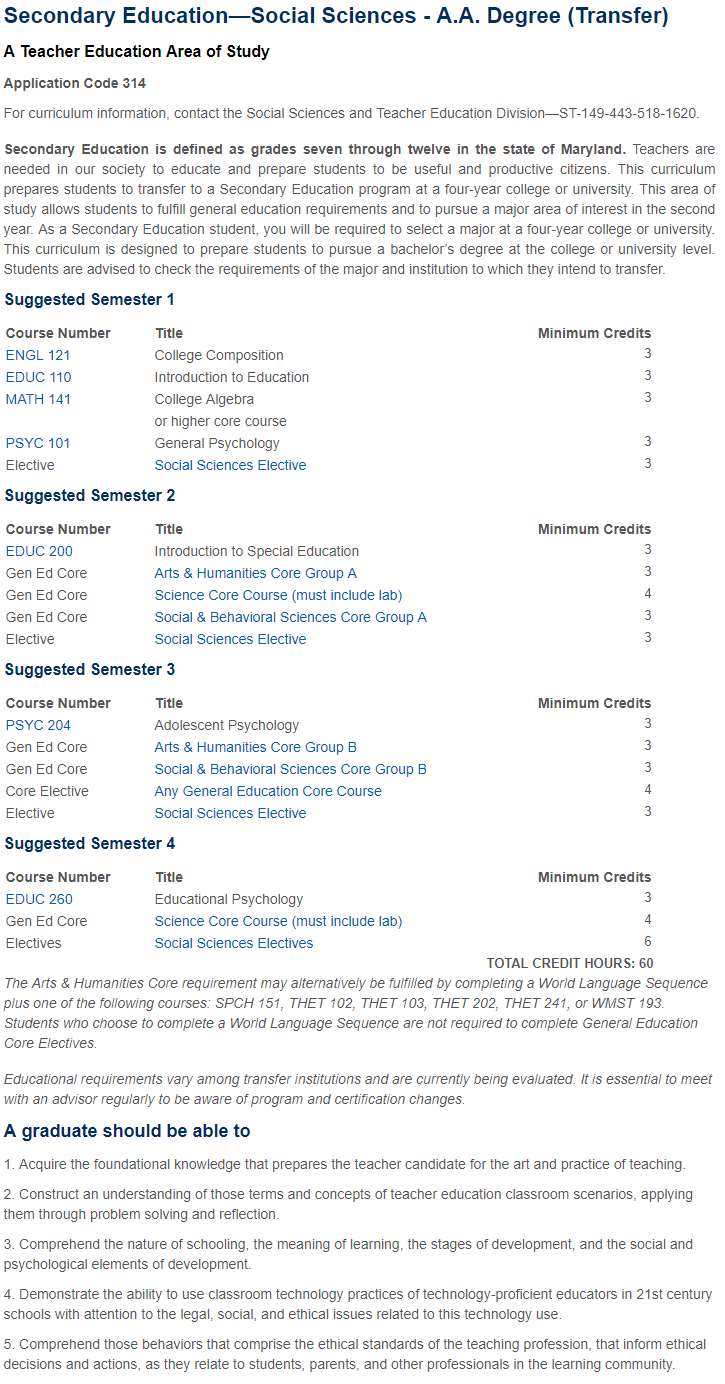 Secondary Education—Social Sciences - A.A. Degree (Transfer)
A Teacher Education Area of Study
Application Code 314
For curriculum information, contact the Social Sciences and Teacher Education Division—ST-149-443-518-1620.
Secondary Education is defined as grades seven through twelve in the state of Maryland. Teachers are
needed in our society to educate and prepare students to be useful and productive citizens. This curriculum
prepares students to transfer to a Secondary Education program at a four-year college or university. This area of
study allows students to fulfill general education requirements and to pursue a major area of interest in the second
year. As a Secondary Education student, you will be required to select a major at a four-year college or university.
This curriculum is designed to prepare students to pursue a bachelor's degree at the college or university level.
Students are advised to check the requirements of the major and institution to which they intend to transfer.
Suggested Semester 1
Course Number Title Minimum Credits
ENGL 121 College Composition 3
EDUC 110 Introduction to Education 3
MATH 141 College Algebra 3
or higher core course
PSYC 101 General Psychology 3
Elective Social Sciences Elective 3
Suggested Semester 2
Course Number Title Minimum Credits
EDUC 200 Introduction to Special Education 3
Gen Ed Core Arts & Humanities Core Group A 3
Gen Ed Core Science Core Course (must include lab) 4
Gen Ed Core Social & Behavioral Sciences Core Group A 3
Elective Social Sciences Elective 3
Suggested Semester 3
Course Number Title Minimum Credits
PSYC 204 Adolescent Psychology 3
Gen Ed Core Arts & Humanities Core Group B 3
Gen Ed Core Social & Behavioral Sciences Core Group B 3
Core Elective Any General Education Core Course 4
Elective Social Sciences Elective 3
Suggested Semester 4
Course Number Title Minimum Credits
EDUC 260 Educational Psychology 3
Gen Ed Core Science Core Course (must include lab) 4
Electives Social Sciences Electives 6
TOTAL CREDIT HOURS: 60
The Arts & Humanities Core requirement may alternatively be fulfilled by completing a World Language Sequence
plus one of the following courses: SPCH 151, THET 102, THET 103, THET 202, THET 241, or WMST 193.
Students who choose to complete a World Language Sequence are not required to complete General Education
Core Electives.
Educational requirements vary among transfer institutions and are currently being evaluated. It is essential to meet
with an advisor regularly to be aware of program and certification changes.
A graduate should be able to
1. Acquire the foundational knowledge that prepares the teacher candidate for the art and practice of teaching.
2. Construct an understanding of those terms and concepts of teacher education classroom scenarios, applying
them through problem solving and reflection.
3. Comprehend the nature of schooling, the meaning of learning, the stages of development, and the social and
psychological elements of development.
4. Demonstrate the ability to use classroom technology practices of technology-proficient educators in 21st century
schools with attention to the legal, social, and ethical issues related to this technology use.
5. Comprehend those behaviors that comprise the ethical standards of the teaching profession, that inform ethical
decisions and actions, as they relate to students, parents, and other professionals in the learning community.